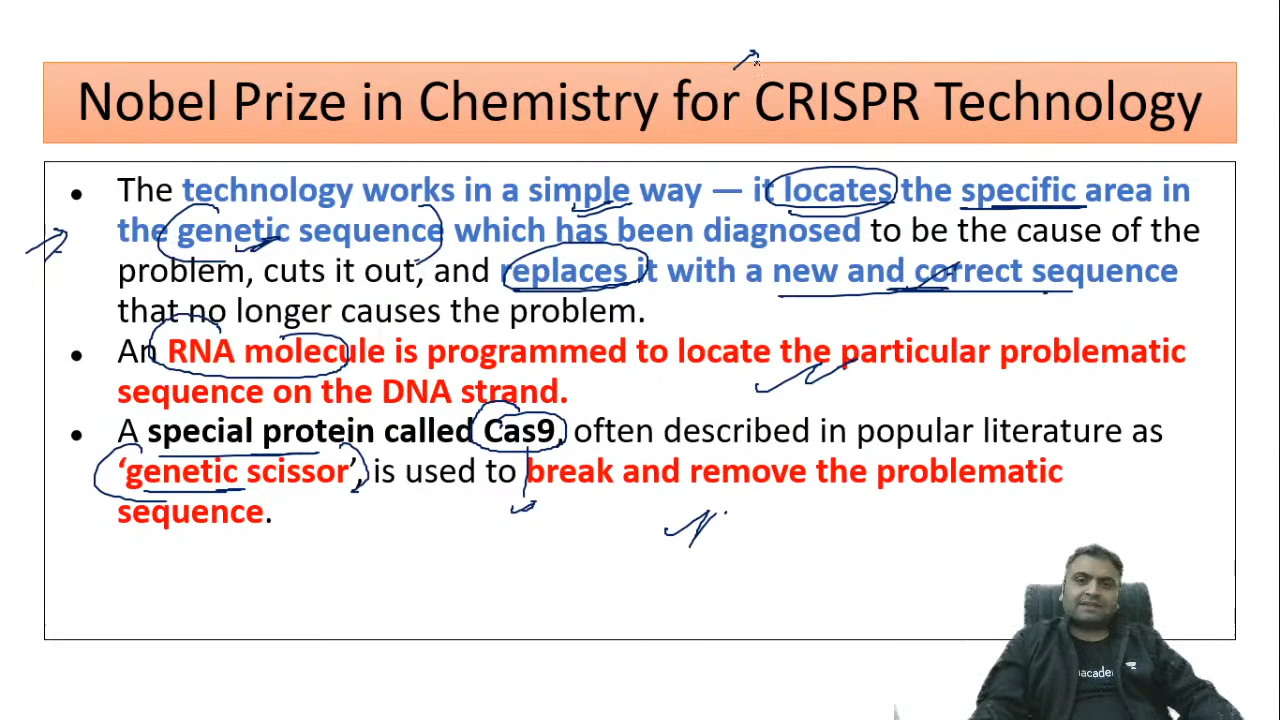 Nobel Prize in Chemistry for CRISPR Technology
• The technology works in a simple way — it locates the specific area in
the genetic sequence which has been diagnosed to be the cause of the
problem, cuts it out, and replaces it with a new and correct sequence
that no longer causes the problem.
• An RNA molecule is programmed to locate the particular problematic
sequence on the DNA strand.
• A special protein called Cas9, often described in popular literature as
‘genetic scissor’, is used to break and remove the problematic
sequence.